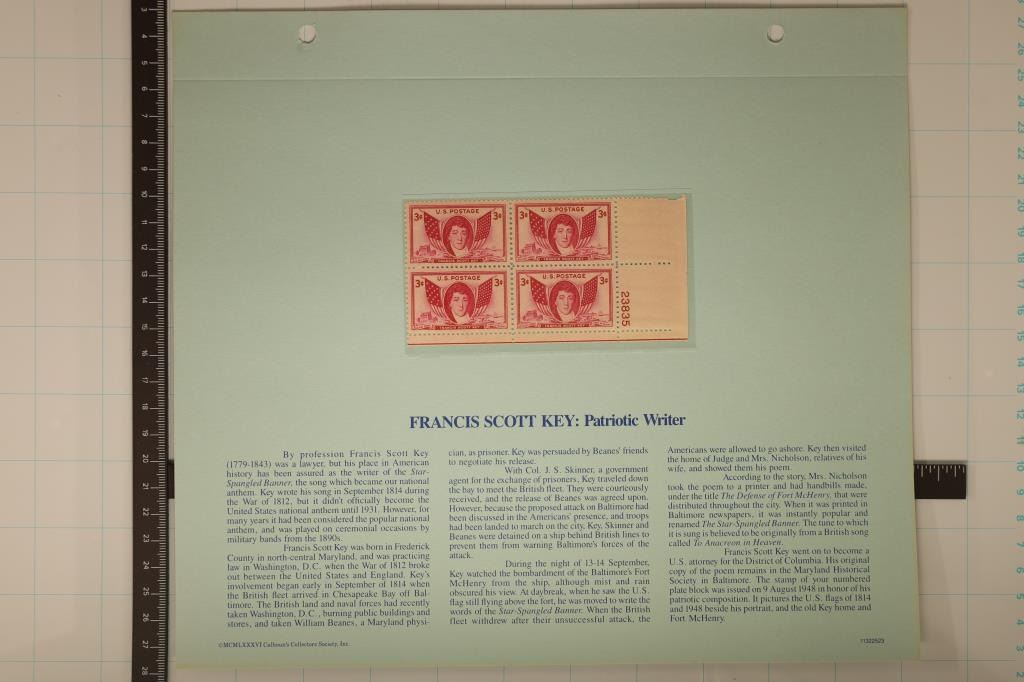 U.S. POSTAGE
3¢ 3¢
FRANCIS SCOTT KEY
U.S. POSTAGE
3¢ 3¢
FRANCIS SCOTT KEY
U.S. POSTAGE
3¢ 3¢
FRANCIS SCOTT KEY
U.S. POSTAGE
3¢ 3¢
FRANCIS SCOTT KEY
23835
FRANCIS SCOTT KEY: Patriotic Writer
By profession Francis Scott Key
(1779-1843) was a lawyer, but his place in American
history has been assured as the writer of the Star-
Spangled Banner, the song which became our national
anthem. Key wrote his song in September 1814 during
the War of 1812, but it didn't officially become the
United States national anthem until 1931. However, for
many years it had been considered the popular national
anthem, and was played on ceremonial occasions by
military bands from the 1890s.
Francis Scott Key was born in Frederick
County in north-central Maryland, and was practicing
law in Washington, D.C. when the War of 1812 broke
out between the United States and England. Key's
involvement began early in September of 1814 when
the British fleet arrived in Chesapeake Bay off Bal-
timore. The British land and naval forces had recently
taken Washington, D.C., burning public buildings and
stores, and taken William Beanes, a Maryland physi-
cian, as prisoner. Key was persuaded by Beanes' friends
to negotiate his release.
With Col. J. S. Skinner, a government
agent for the exchange of prisoners, Key traveled down
the bay to meet the British fleet. They were courteously
received, and the release of Beanes was agreed upon.
However, because the proposed attack on Baltimore had
been discussed in the Americans' presence, and troops
had been landed to march on the city, Key, Skinner and
Beanes were detained on a ship behind British lines to
prevent them from warning Baltimore's forces of the
attack.
During the night of 13-14 September,
Key watched the bombardment of the Baltimore's Fort
McHenry from the ship, although mist and rain
obscured his view. At daybreak, when he saw the U.S.
flag still flying above the fort, he was moved to write the
words of the Star-Spangled Banner. When the British
fleet withdrew after their unsuccessful attack, the
Americans were allowed to go ashore. Key then visited
the home of Judge and Mrs. Nicholson, relatives of his
wife, and showed them his poem.
According to the story, Mrs. Nicholson
took the poem to a printer and had handbills made,
under the title The Defense of Fort McHenry, that were
distributed throughout the city. When it was printed in
Baltimore newspapers, it was instantly popular and
renamed The Star-Spangled Banner. The tune to which
it is sung is believed to be originally from a British song
called To Anacreon in Heaven.
Francis Scott Key went on to become a
U.S. attorney for the District of Columbia. His original
copy of the poem remains in the Maryland Historical
Society in Baltimore. The stamp of your numbered
plate block was issued on 9 August 1948 in honor of his
patriotic composition. It pictures the U.S. flags of 1814
and 1948 beside his portrait, and the old Key home and
Fort McHenry.
©MCMLXXXVI Calhoun's Collectors Society, Inc.
11322523